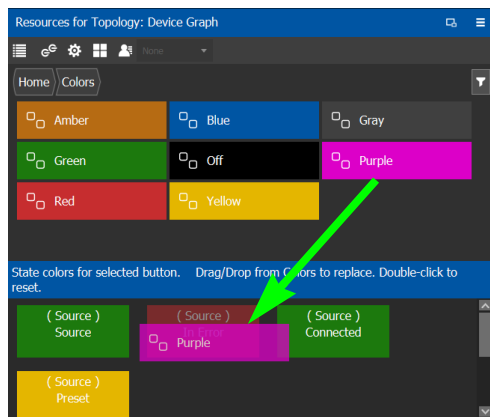 Resources for Topology: Device Graph
None
Home Colors
Amber Blue Gray
Green Off Purple
Red Yellow
State colors for selected button. Drag/Drop from Colors to replace. Double-click to
reset.
( Source ) ( Source ) ( Source )
Source In Error Connected
Purple
( Source )
Preset